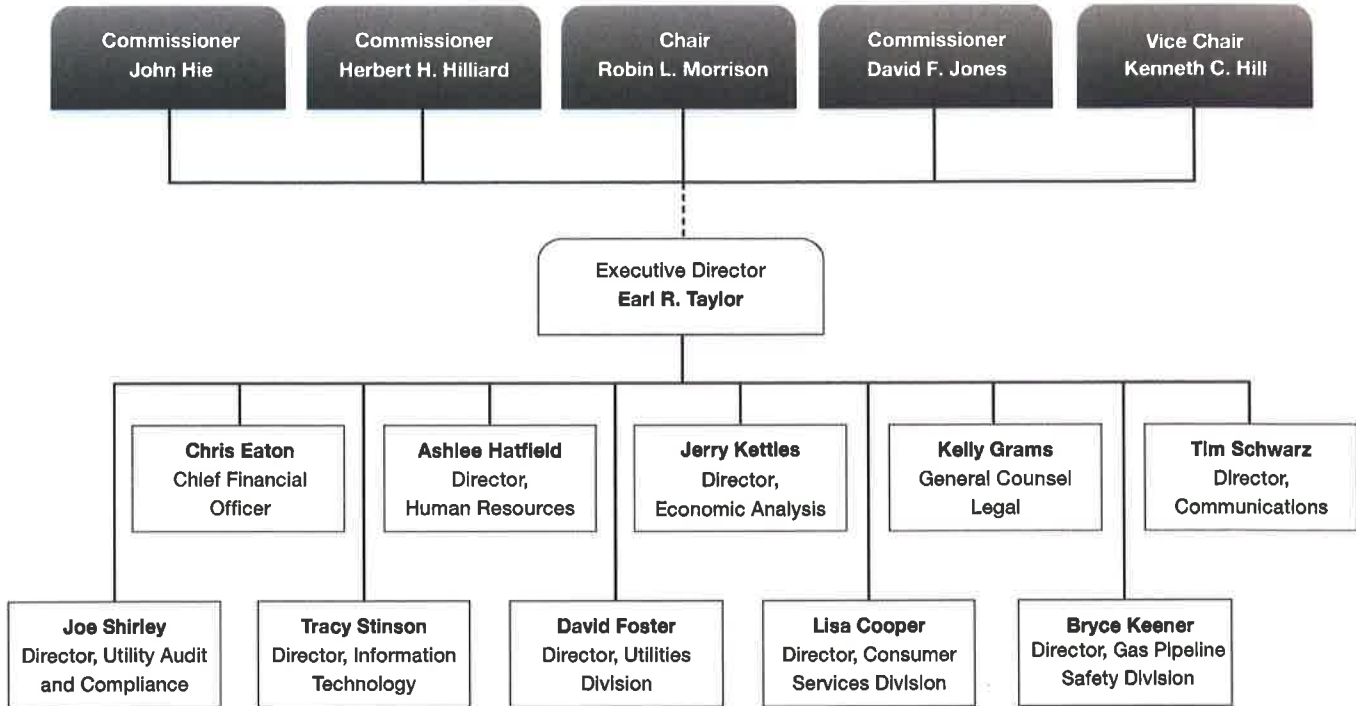 Commissioner
John Hie
Commissioner
Herbert H. Hilliard
Chair
Robin L. Morrison
Commissioner
David F. Jones
Vice Chair
Kenneth C. Hill
Executive Director
Earl R. Taylor
Chris Eaton
Chief Financial
Officer
Ashlee Hatfield
Director,
Human Resources
Jerry Kettles
Director,
Economic Analysis
Kelly Grams
General Counsel
Legal
Tim Schwarz
Director,
Communications
Joe Shirley
Director, Utility Audit
and Compliance
Tracy Stinson
Director, Information
Technology
David Foster
Director, Utilities
Division
Lisa Cooper
Director, Consumer
Services Division
Bryce Keener
Director, Gas Pipeline
Safety Division